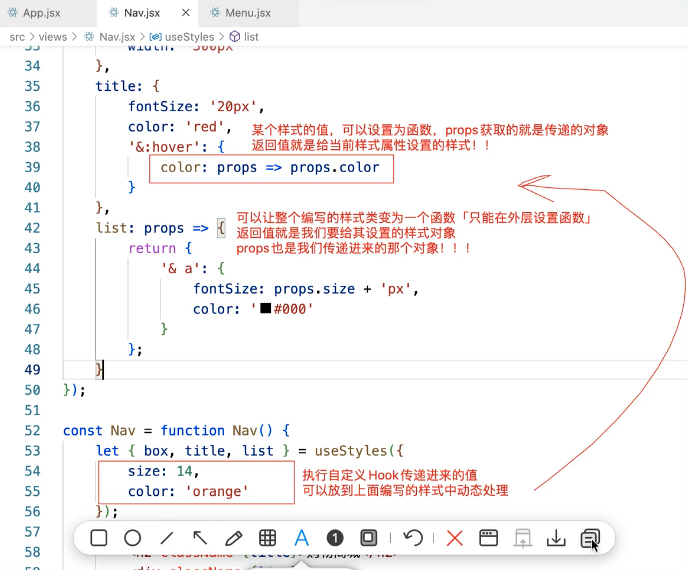 App.jsx Nav.jsx Menu.jsx
src > views > Nav.jsx > useStyles > list
33 width: '300px'
34 },
35 title: {
36 fontSize: '20px',
37 color: 'red',
某个样式的值，可以设置为函数，props获取的就是传递的对象
38 '&:hover': {
返回值就是给当前样式属性设置的样式！！
39 color: props => props.color
40 }
41 },
42 list: props => {
可以让整个编写的样式类变为一个函数「只能在外层设置函数」
返回值就是我们要给其设置的样式对象
43 return {
props也是我们传递进来的那个对象！！！
44 '& a': {
45 fontSize: props.size + 'px',
46 color: '#000'
47 }
48 };
49 }
50 });
51
52 const Nav = function Nav() {
53 let { box, title, list } = useStyles({
54 size: 14,
执行自定义Hook传递进来的值
55 color: 'orange'
可以放到上面编写的样式中动态处理
56 });
57
A 1
58